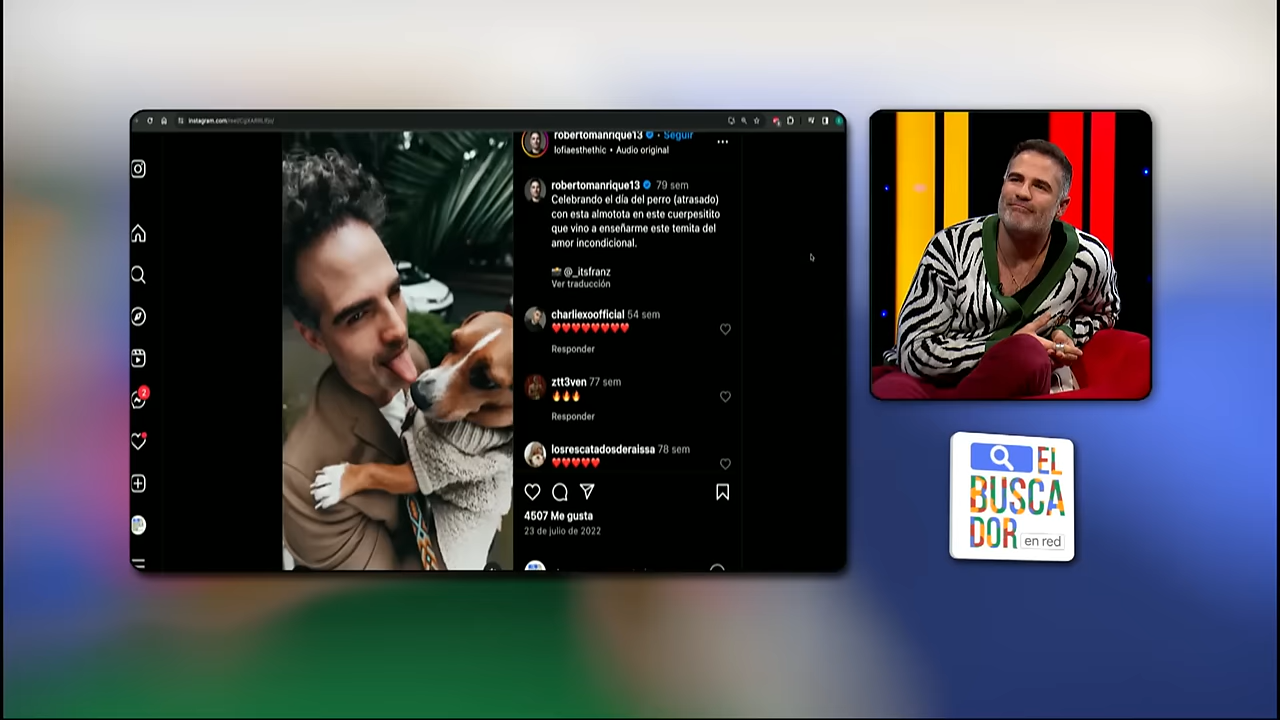 robertomanrique13 • Seguir
lofiaesthethic • Audio original
robertomanrique13 79 sem
Celebrando el día del perro (atrasado)
con esta almotota en este cuerpesitito
que vino a enseñarme este temita del
amor incondicional.
@_itsfranz
Ver traducción
charliexoofficial 54 sem
Responder
ztt3ven 77 sem
Responder
losrescatadosderaissa 78 sem
2
4507 Me gusta
23 de julio de 2022
EL
BUSCA
DOR en red